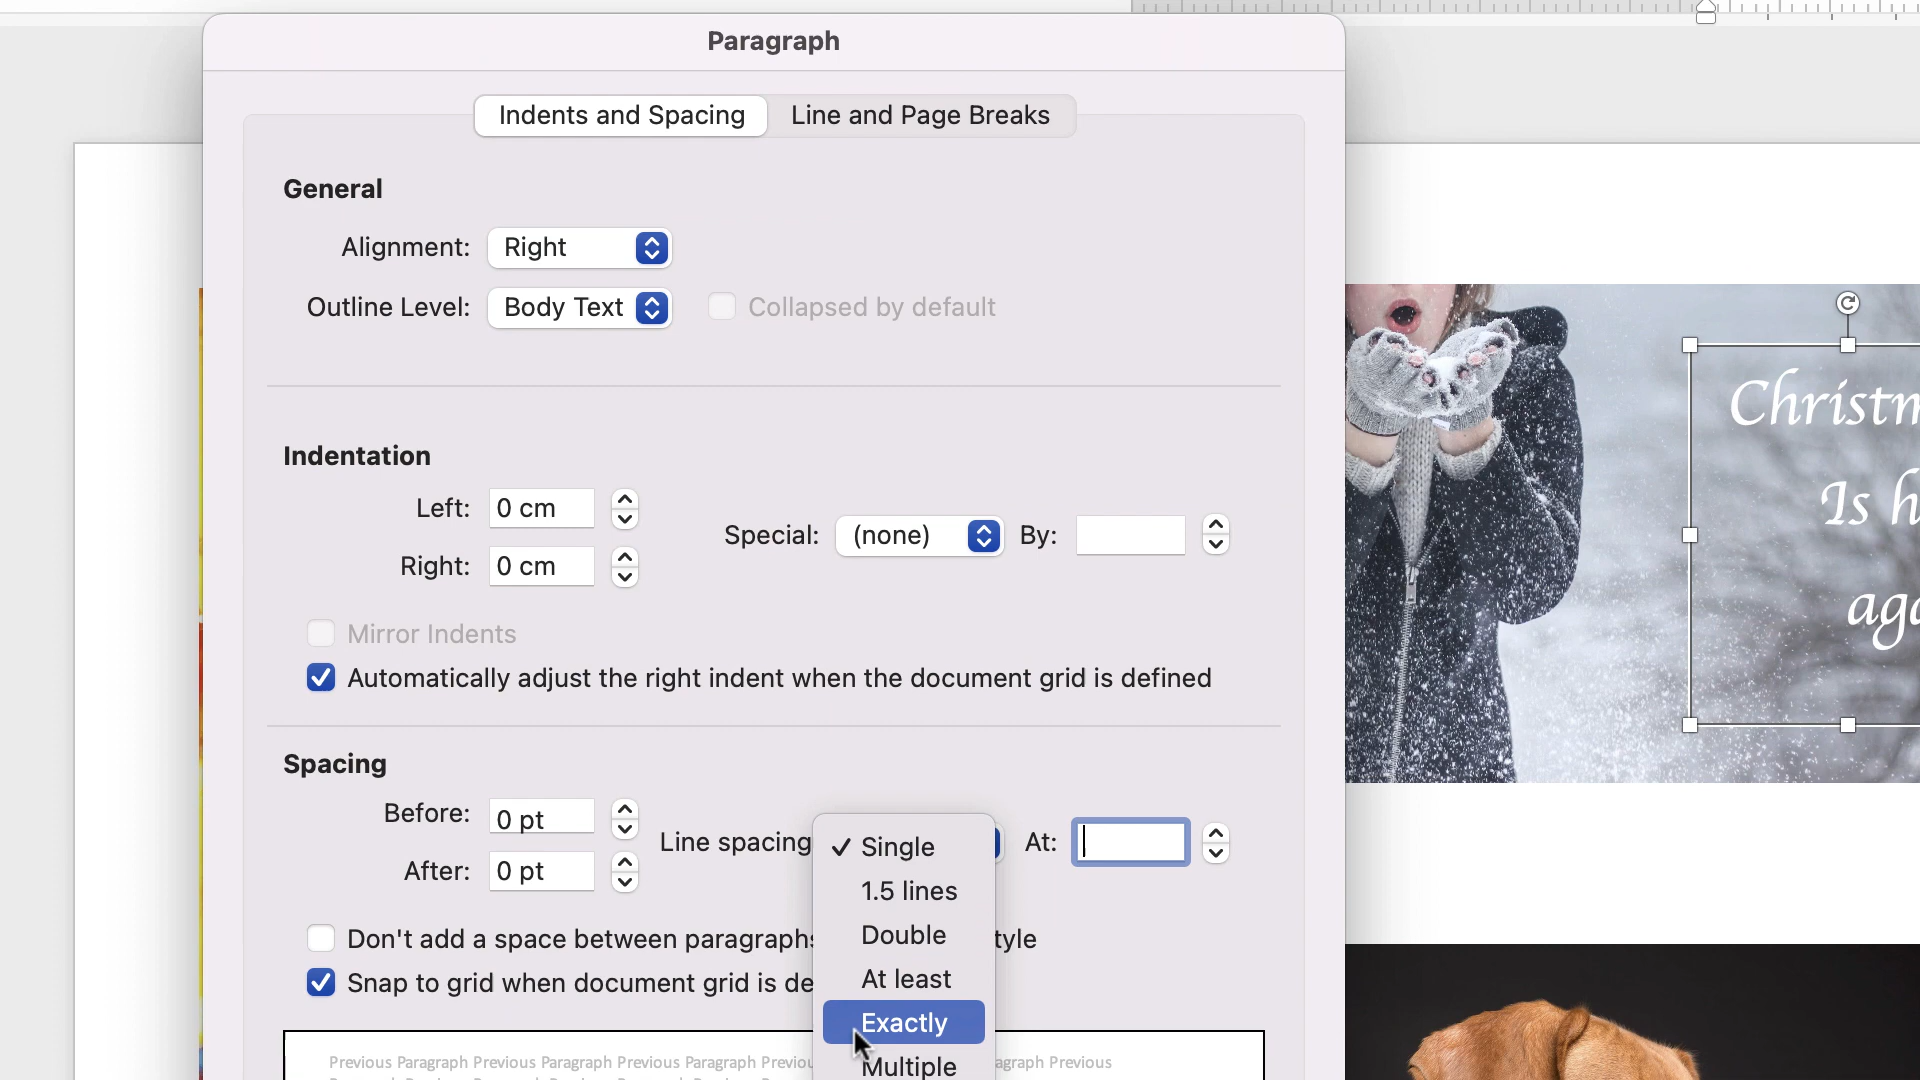 Paragraph
Indents and Spacing Line and Page Breaks
General
Alignment: Right
Outline Level: Body Text Collapsed by default
Indentation
Left: 0 cm
Special: (none) By:
Right: 0 cm
Mirror Indents
Automatically adjust the right indent when the document grid is defined
Spacing
Before: 0 pt
Line spacing At:
After: 0 pt
Don't add a space between paragraphs tyle
Snap to grid when document grid is de
✓ Single
1.5 lines
Double
At least
Exactly
Multiple
Previous Paragraph Previous Paragraph Previous Paragraph Previou agraph Previous
Christm
Is h
aga